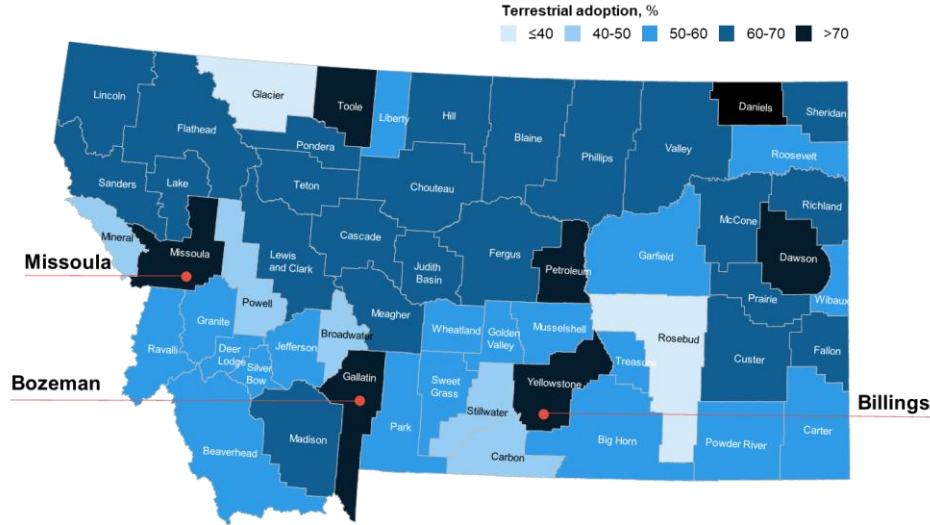 Terrestrial adoption, %
≤40
40-50
50-60
60-70
>70
Lincoln
Flathead
Glacier
Toole
Liberty
Hill
Blaine
Phillips
Valley
Daniels
Sheridan
Roosevelt
Pondera
Teton
Chouteau
Sanders
Lake
Mineral
Missoula
Missoula
Lewis
and Clark
Cascade
Judith
Basin
Fergus
Petroleum
Garfield
McCone
Richland
Dawson
Prairie
Wibaux
Powell
Granite
Ravalli
Deer
Lodge
Silver
Bow
Jefferson
Broadwater
Meagher
Wheatland
Golden
Valley
Musselshell
Treasure
Rosebud
Custer
Fallon
Bozeman
Gallatin
Sweet
Grass
Stillwater
Yellowstone
Billings
Beaverhead
Madison
Park
Carbon
Big Horn
Powder River
Carter